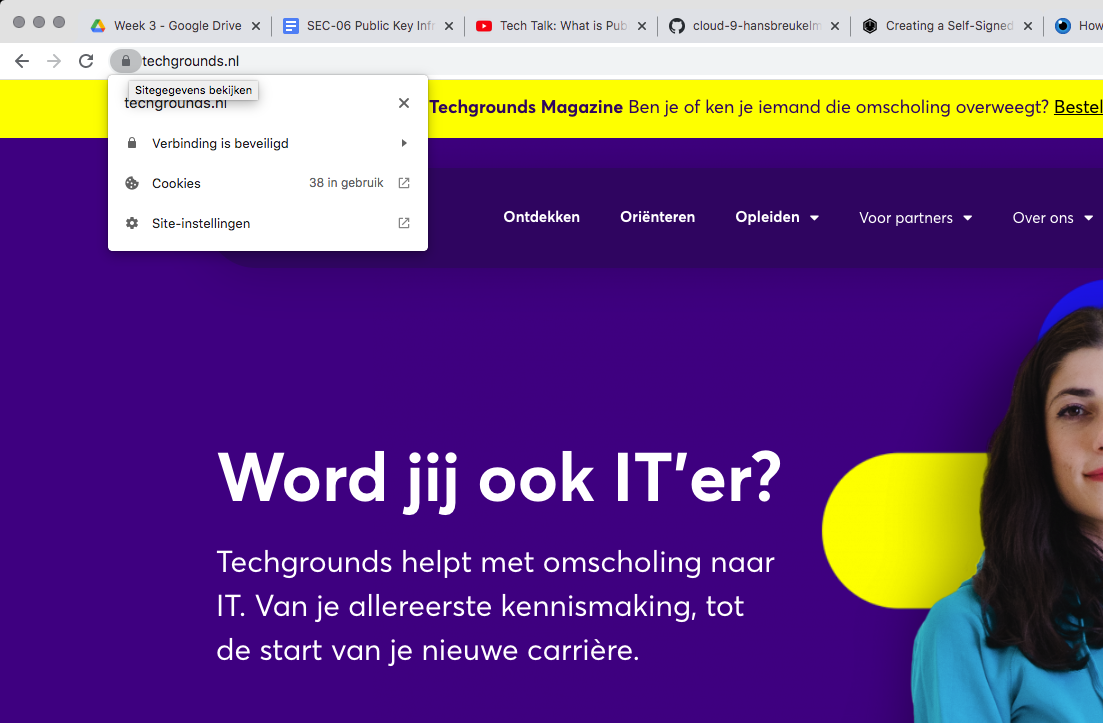 Week 3 - Google Drive
SEC-06 Public Key Infr
Tech Talk: What is Pub
cloud-9-hansbreukelm
Creating a Self-Signed
How
techgrounds.nl
Sitegegevens bekijken
techgrounds.nl
Verbinding is beveiligd
Cookies 38 in gebruik
Site-instellingen
Techgrounds Magazine Ben je of ken je iemand die omscholing overweegt? Bestel
Ontdekken Oriënteren Opleiden Voor partners Over ons
Word jij ook IT'er?
Techgrounds helpt met omscholing naar
IT. Van je allereerste kennismaking, tot
de start van je nieuwe carrière.